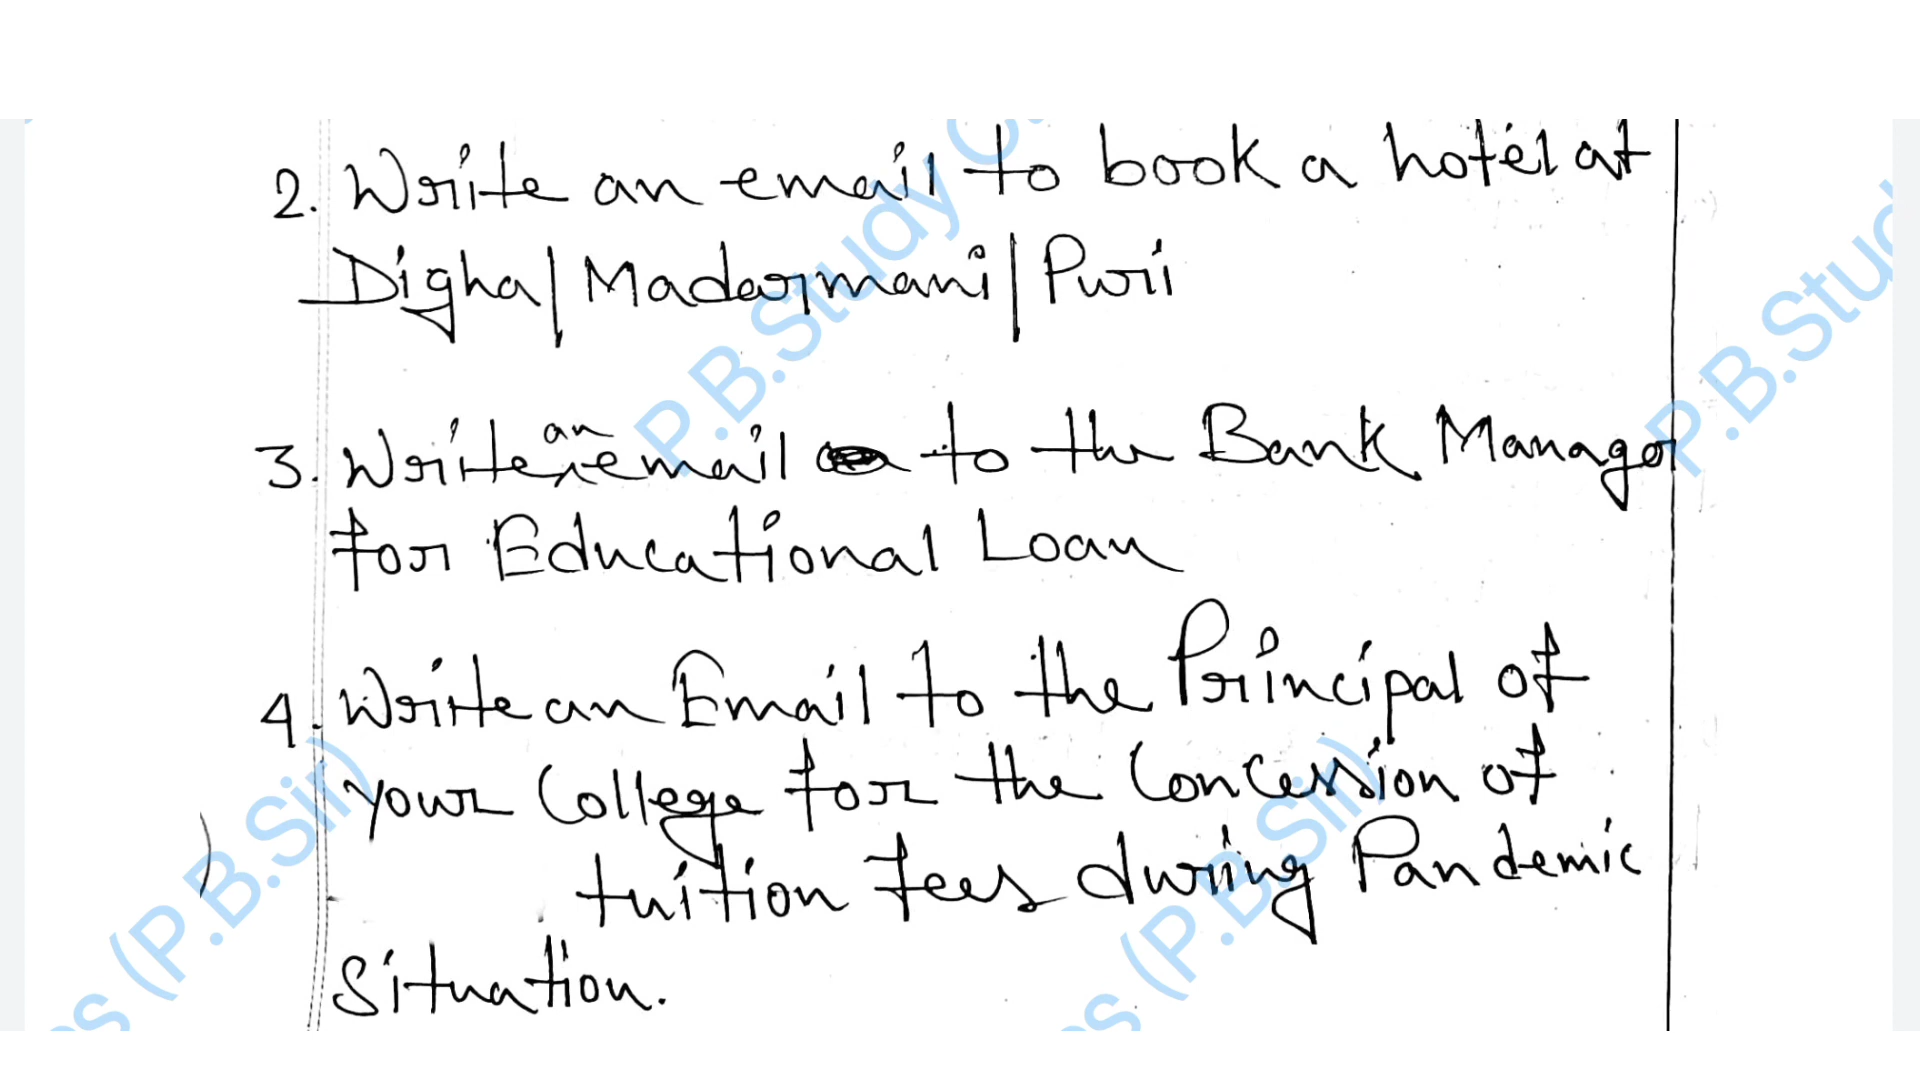 2. Write an email to book a hotel at
Digha/Madarmani/Puri
3. Write an email to the Bank Manager
for Educational Loan
4. Write an Email to the Principal of
your College for the Concession of
tuition fees during Pandemic
Situation.
P.B.Study C
P.B.Stud
es (P.B.Sir)
es (P.B.Sir)